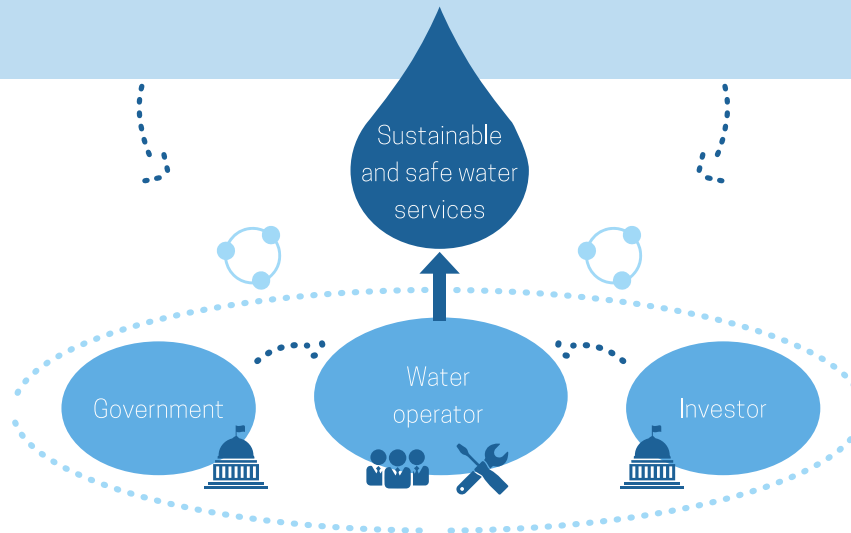 Sustainable
and safe water
services
Water
operator
Government
Investor